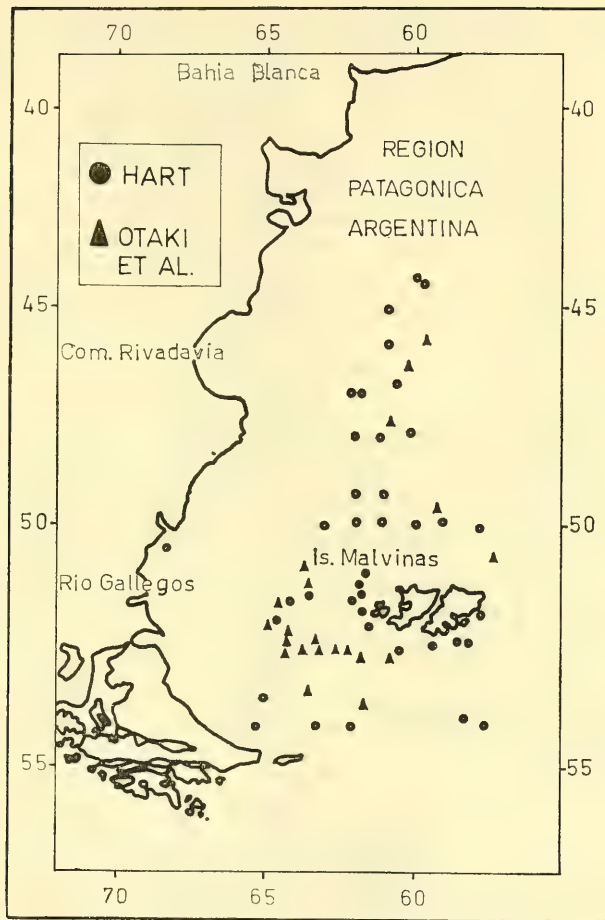 70 65 60
Bahia Blanca
40 40
HART
OTAKI
ET AL.
REGION
PATAGONICA
ARGENTINA
45 45
Com. Rivadavia
50 50
Is. Malvinas
Rio Gallegos
55 55
70 65 60